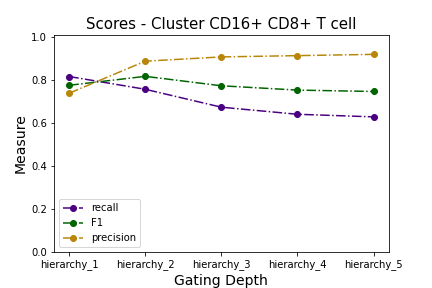 Scores - Cluster CD16+ CD8+ T cell
Measure
1.0
0.8
0.6
0.4
0.2
0.0
recall
F1
precision
hierarchy_1 hierarchy_2 hierarchy_3 hierarchy_4 hierarchy_5
Gating Depth